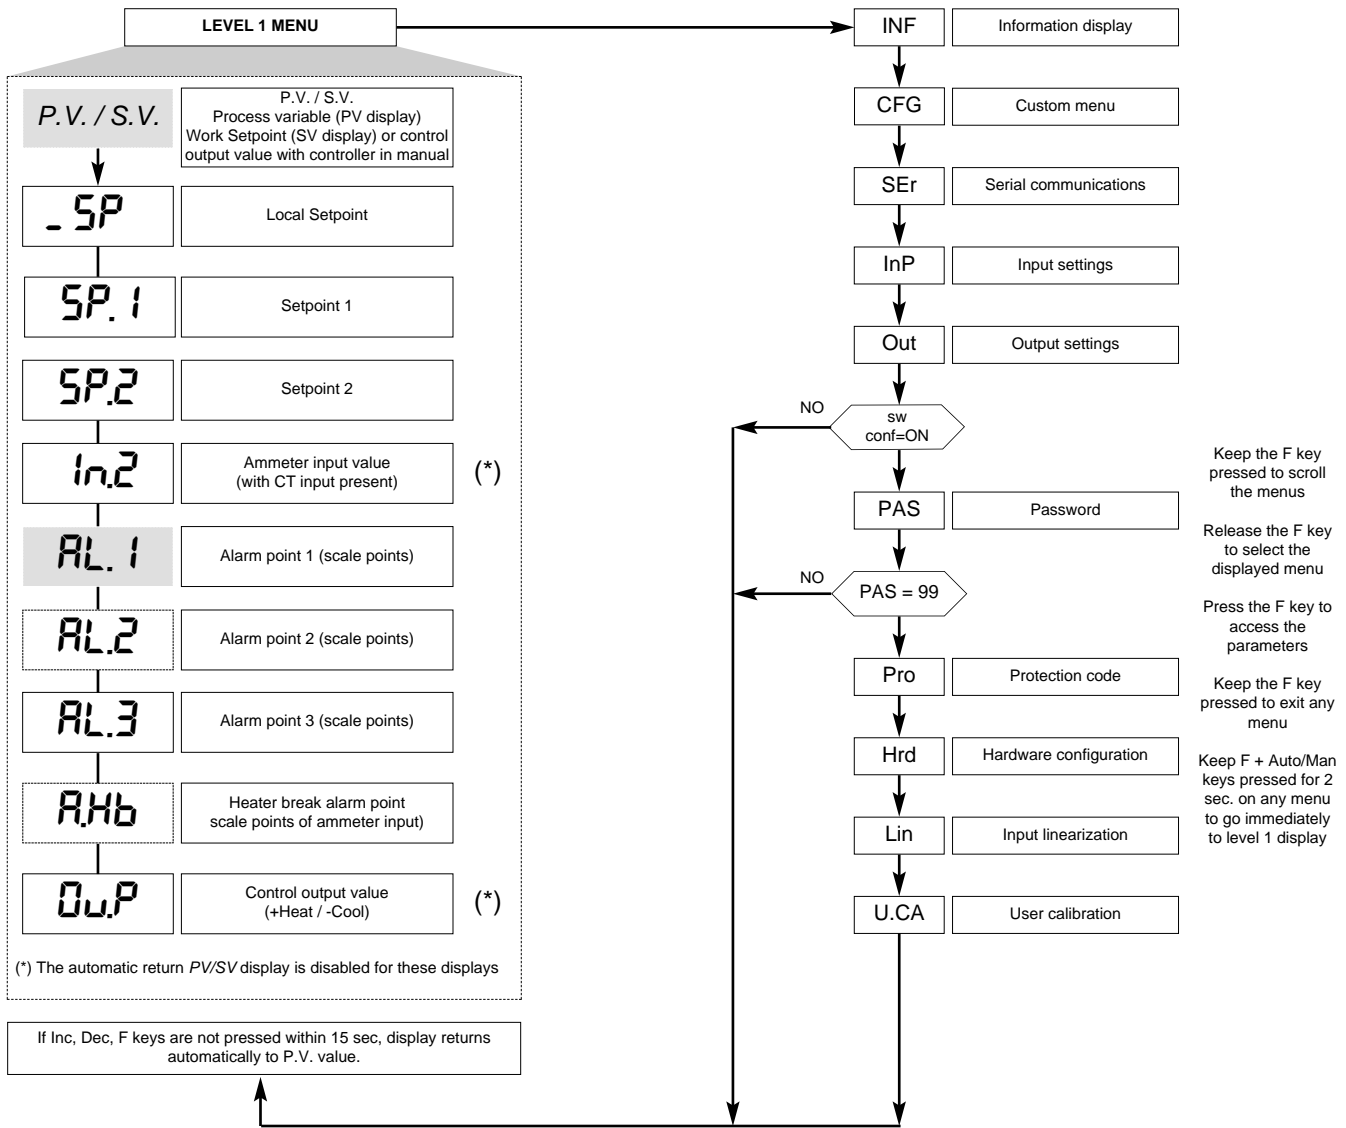 LEVEL 1 MENU
P.V. / S.V.
P.V. / S.V.
Process variable (PV display)
Work Setpoint (SV display) or control
output value with controller in manual
_SP
Local Setpoint
SP.1
Setpoint 1
SP.2
Setpoint 2
In.2
Ammeter input value
(with CT input present)
(*)
AL.1
Alarm point 1 (scale points)
AL.2
Alarm point 2 (scale points)
AL.3
Alarm point 3 (scale points)
A.Hb
Heater break alarm point
scale points of ammeter input)
Ou.P
Control output value
(+Heat / -Cool)
(*)
(*) The automatic return PV/SV display is disabled for these displays
If Inc, Dec, F keys are not pressed within 15 sec, display returns
automatically to P.V. value.
INF
Information display
CFG
Custom menu
SEr
Serial communications
InP
Input settings
Out
Output settings
NO
sw
conf=ON
PAS
Password
NO
PAS = 99
Pro
Protection code
Hrd
Hardware configuration
Lin
Input linearization
U.CA
User calibration
Keep the F key
pressed to scroll
the menus
Release the F key
to select the
displayed menu
Press the F key to
access the
parameters
Keep the F key
pressed to exit any
menu
Keep F + Auto/Man
keys pressed for 2
sec. on any menu
to go immediately
to level 1 display